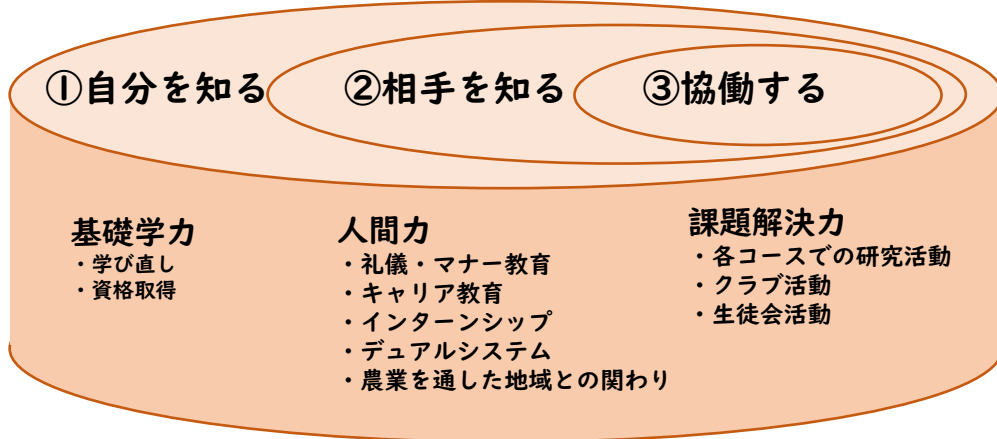 ①自分を知る
②相手を知る
③協働する
基礎学力
・学び直し
・資格取得
人間力
・礼儀・マナー教育
・キャリア教育
・インターンシップ
・デュアルシステム
・農業を通した地域との関わり
課題解決力
・各コースでの研究活動
・クラブ活動
・生徒会活動